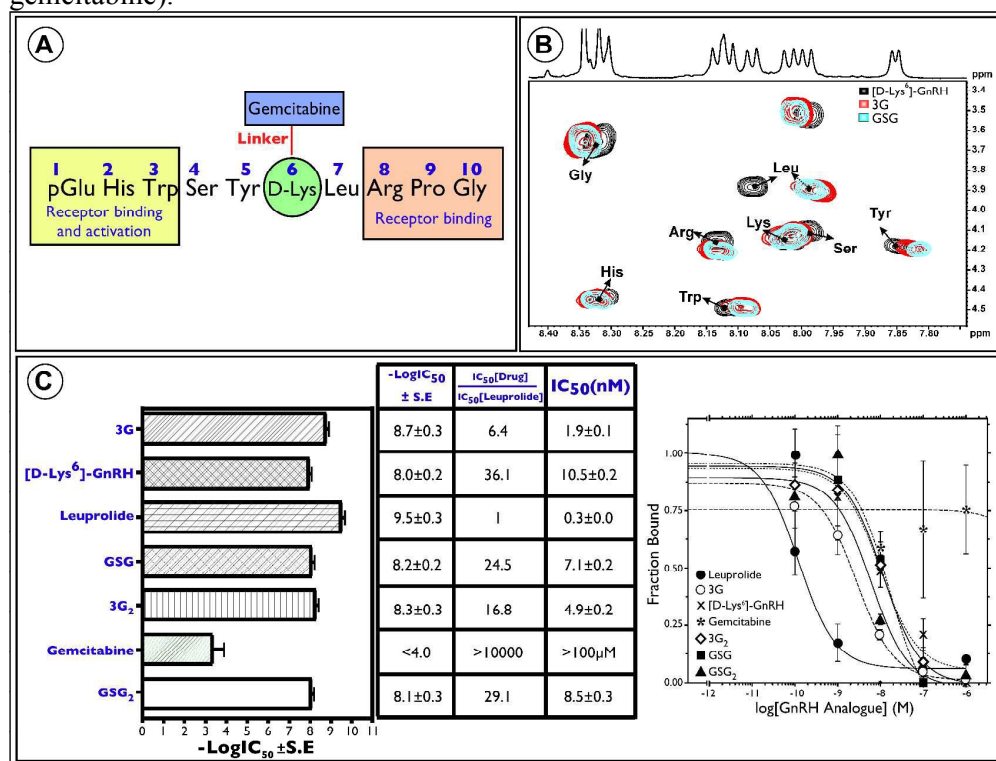 gemcitabine).
A
Gemcitabine
Linker
1 2 3 4 5 6 7 8 9 10
pGlu His Trp Ser Tyr D-Lys Leu Arg Pro Gly
Receptor binding
and activation
Receptor binding
B
ppm
[D-Lys6]-GnRH
3G
GSG
Gly
Leu
Arg
Lys
Ser
Tyr
His
Trp
3.4
3.5
3.6
3.7
3.8
3.9
4.0
4.1
4.2
4.3
4.4
4.5
8.40 8.30 8.25 8.20 8.15 8.10 8.05 8.00 7.95 7.90 7.85 7.80
ppm
C
-LogIC50 ± S.E
IC50[Drug]
IC50[Leuprolide]
IC50(nM)
3G 8.7±0.3 6.4 1.9±0.1
[D-Lys6]-GnRH 8.0±0.2 36.1 10.5±0.2
Leuprolide 9.5±0.3 1 0.3±0.0
GSG 8.2±0.2 24.5 7.1±0.2
3G2 8.3±0.3 16.8 4.9±0.2
Gemcitabine <4.0 >10000 >100µM
GSG2 8.1±0.3 29.1 8.5±0.3
0 1 2 3 4 5 6 7 8 9 10 11
-LogIC50 ±S.E
Fraction Bound
1.00
0.75
0.50
0.25
0.00
Leuprolide
3G
[D-Lys6]-GnRH
Gemcitabine
3G2
GSG
GSG2
-12 -11 -10 -9 -8 -7 -6
log[GnRH Analogue] (M)